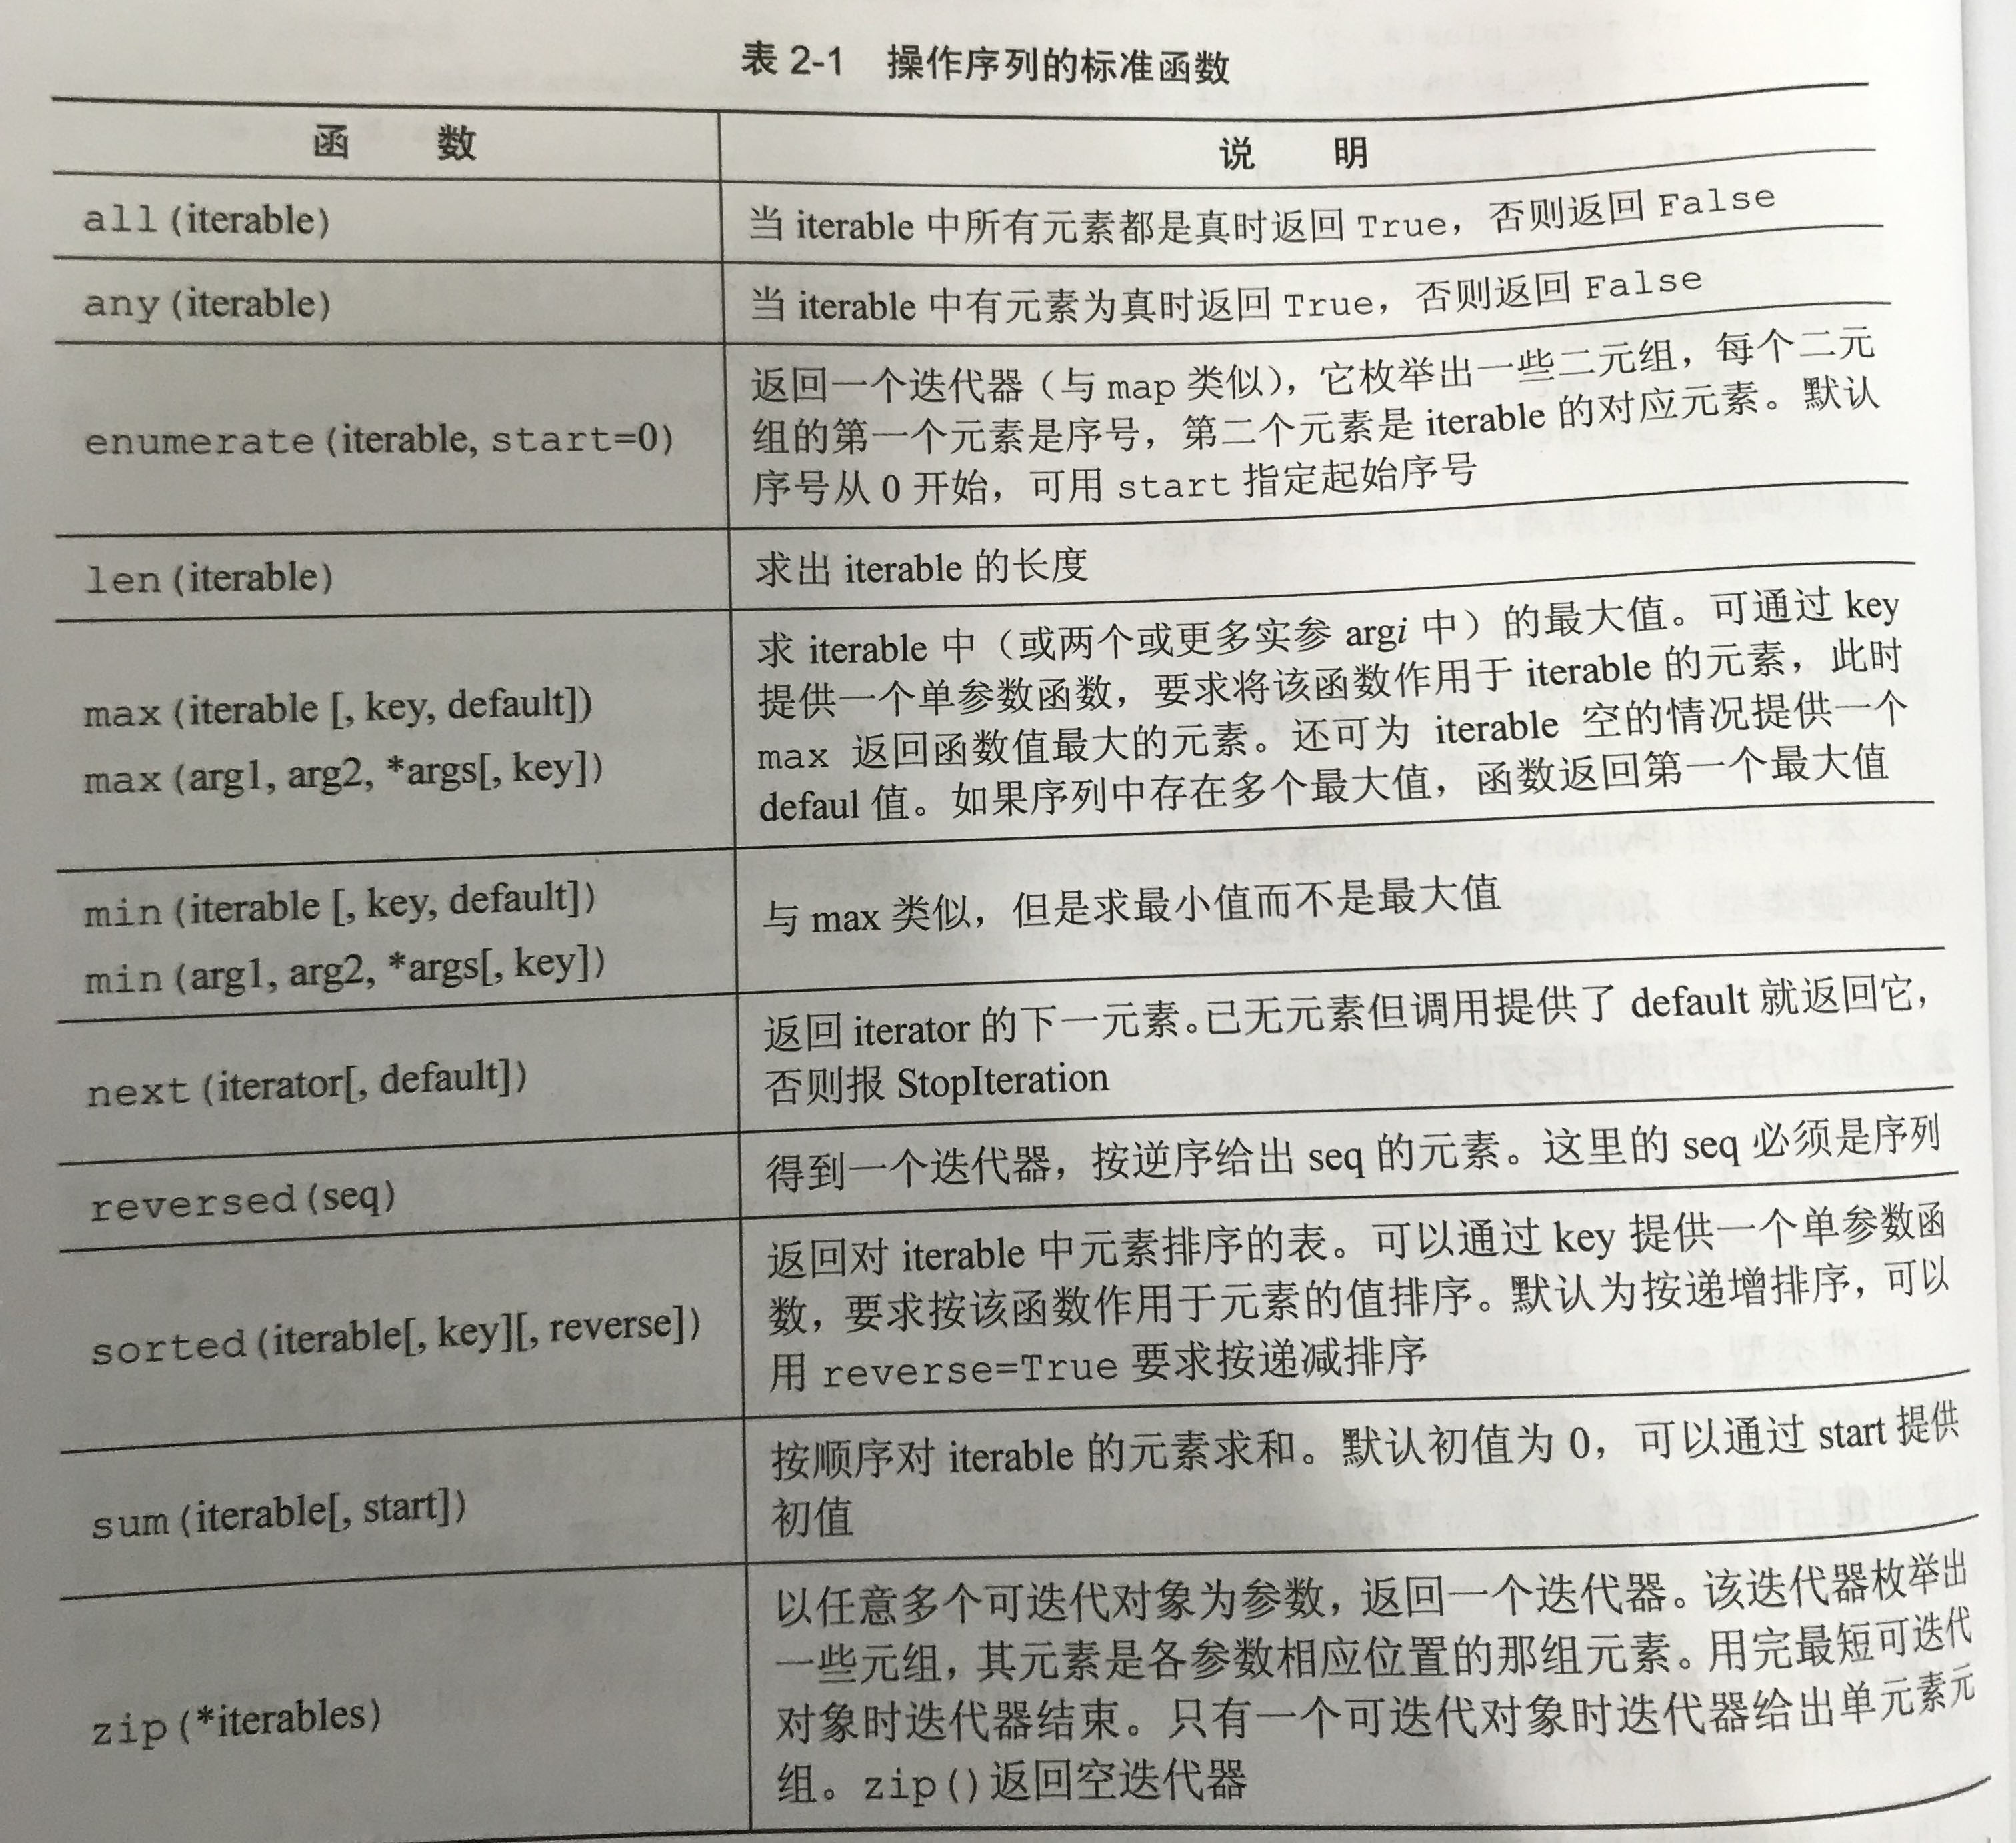 表 2-1 操作序列的标准函数
函 数 说 明
all(iterable) 当 iterable 中所有元素都是真时返回 True，否则返回 False
any(iterable) 当 iterable 中有元素为真时返回 True，否则返回 False
enumerate(iterable, start=0)
返回一个迭代器（与 map 类似），它枚举出一些二元组，每个二元
组的第一个元素是序号，第二个元素是 iterable 的对应元素。默认
序号从 0 开始，可用 start 指定起始序号
len(iterable) 求出 iterable 的长度
max(iterable [, key, default])
max(arg1, arg2, *args[, key])
求 iterable 中（或两个或更多实参 argi 中）的最大值。可通过 key
提供一个单参数函数，要求将该函数作用于 iterable 的元素，此时
max 返回函数值最大的元素。还可为 iterable 空的情况提供一个
defaul 值。如果序列中存在多个最大值，函数返回第一个最大值
min(iterable [, key, default])
min(arg1, arg2, *args[, key])
与 max 类似，但是求最小值而不是最大值
next(iterator[, default])
返回 iterator 的下一元素。已无元素但调用提供了 default 就返回它，
否则报 StopIteration
reversed(seq) 得到一个迭代器，按逆序给出 seq 的元素。这里的 seq 必须是序列
sorted(iterable[, key][, reverse])
返回对 iterable 中元素排序的表。可以通过 key 提供一个单参数函
数，要求按该函数作用于元素的值排序。默认为按递增排序，可以
用 reverse=True 要求按递减排序
sum(iterable[, start])
按顺序对 iterable 的元素求和。默认初值为 0，可以通过 start 提供
初值
zip(*iterables)
以任意多个可迭代对象为参数，返回一个迭代器。该迭代器枚举出
一些元组，其元素是各参数相应位置的那组元素。用完最短可迭代
对象时迭代器结束。只有一个可迭代对象时迭代器给出单元素元
组。zip()返回空迭代器